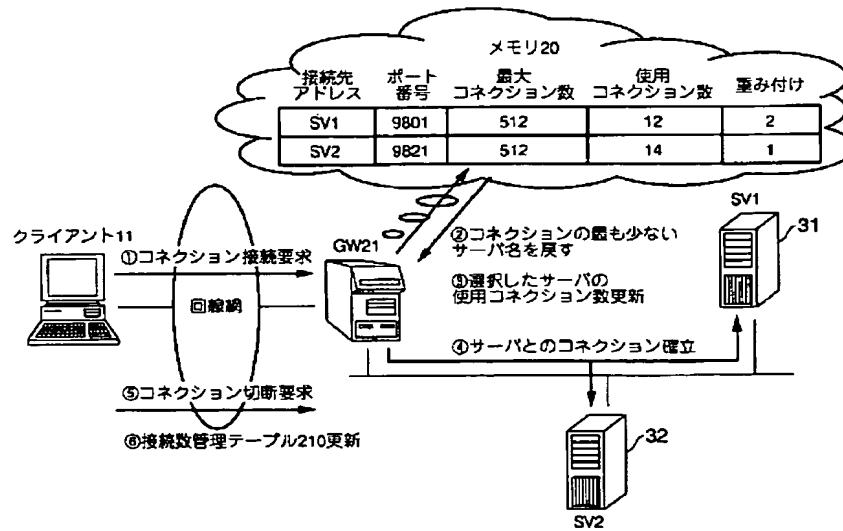 メモリ20
接続先 ポート 最大 使用 重み付け
アドレス 番号 コネクション数 コネクション数
SV1 9801 512 12 2
SV2 9821 512 14 1
クライアント11
①コネクション接続要求
回線網
GW21
②コネクションの最も少ない
サーバ名を戻す
③選択したサーバの
使用コネクション数更新
SV1
31
④サーバとのコネクション確立
⑤コネクション切断要求
⑥接続数管理テーブル210更新
32
SV2